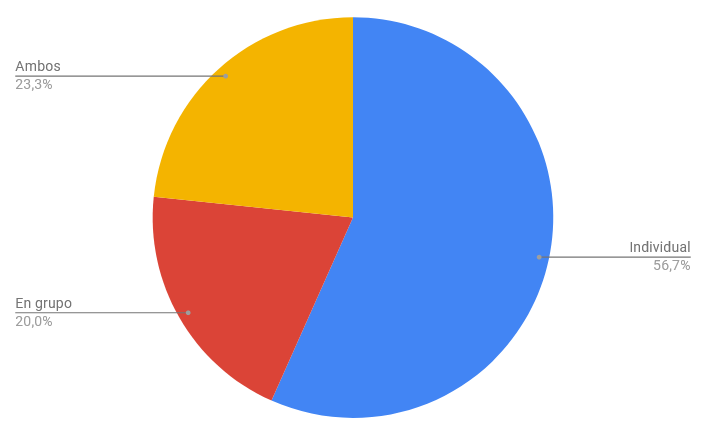 Ambos
23,3%
Individual
56,7%
En grupo
20,0%